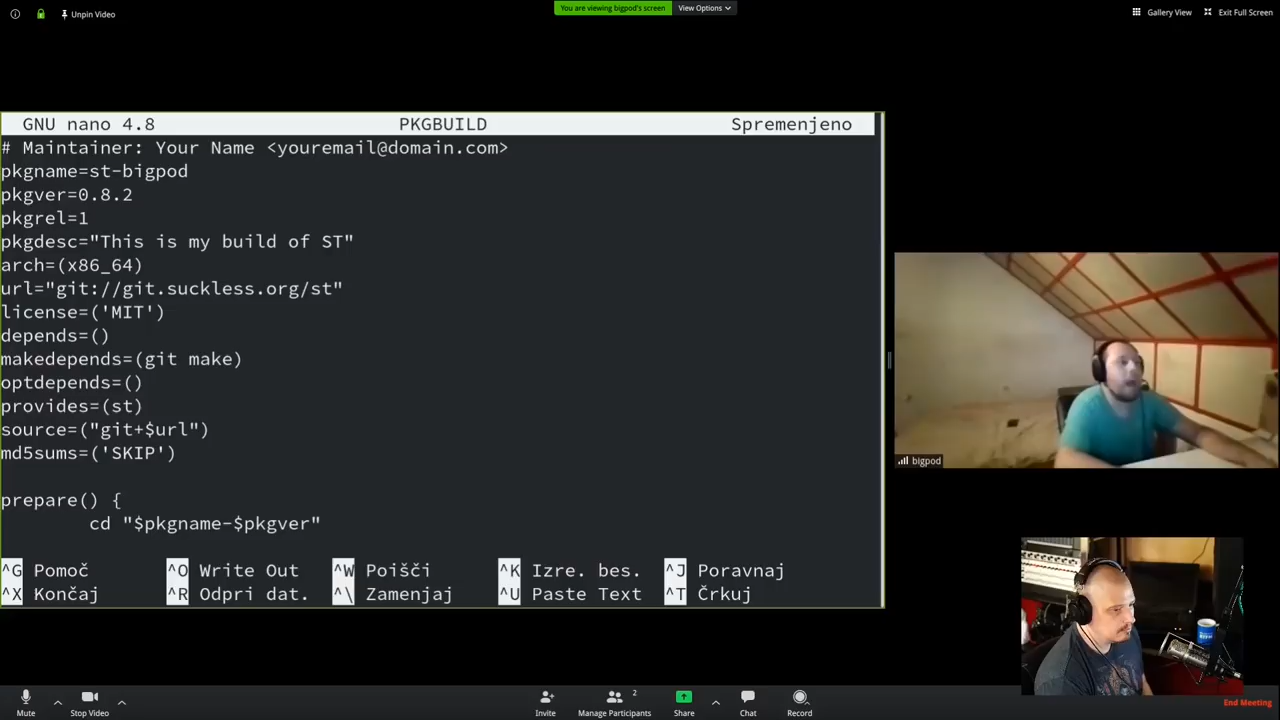 Unpin Video
You are viewing bigpod's screen
View Options
Gallery View
Exit Full Screen
GNU nano 4.8 PKGBUILD Spremenjeno
# Maintainer: Your Name <youremail@domain.com>
pkgname=st-bigpod
pkgver=0.8.2
pkgrel=1
pkgdesc="This is my build of ST"
arch=(x86_64)
url="git://git.suckless.org/st"
license=('MIT')
depends=()
makedepends=(git make)
optdepends=()
provides=(st)
source=("git+$url")
md5sums=('SKIP')
prepare() {
cd "$pkgname-$pkgver"
^G Pomoč ^O Write Out ^W Poišči ^K Izre. bes. ^J Poravnaj
^X Končaj ^R Odpri dat. ^\ Zamenjaj ^U Paste Text ^T Črkuj
bigpod
Mute
Stop Video
Invite
Manage Participants
2
Share
Chat
Record
End Meeting